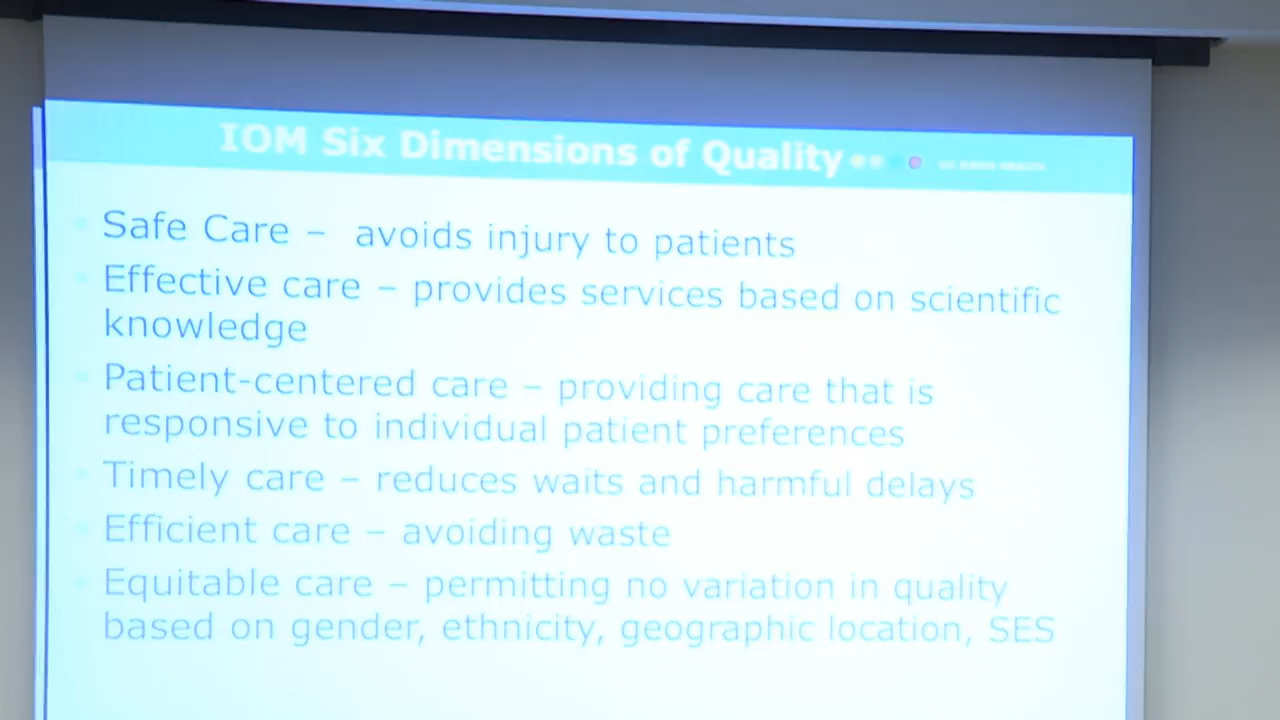 IOM Six Dimensions of Quality
Safe Care – avoids injury to patients
Effective care – provides services based on scientific
knowledge
Patient-centered care – providing care that is
responsive to individual patient preferences
Timely care – reduces waits and harmful delays
Efficient care – avoiding waste
Equitable care – permitting no variation in quality
based on gender, ethnicity, geographic location, SES